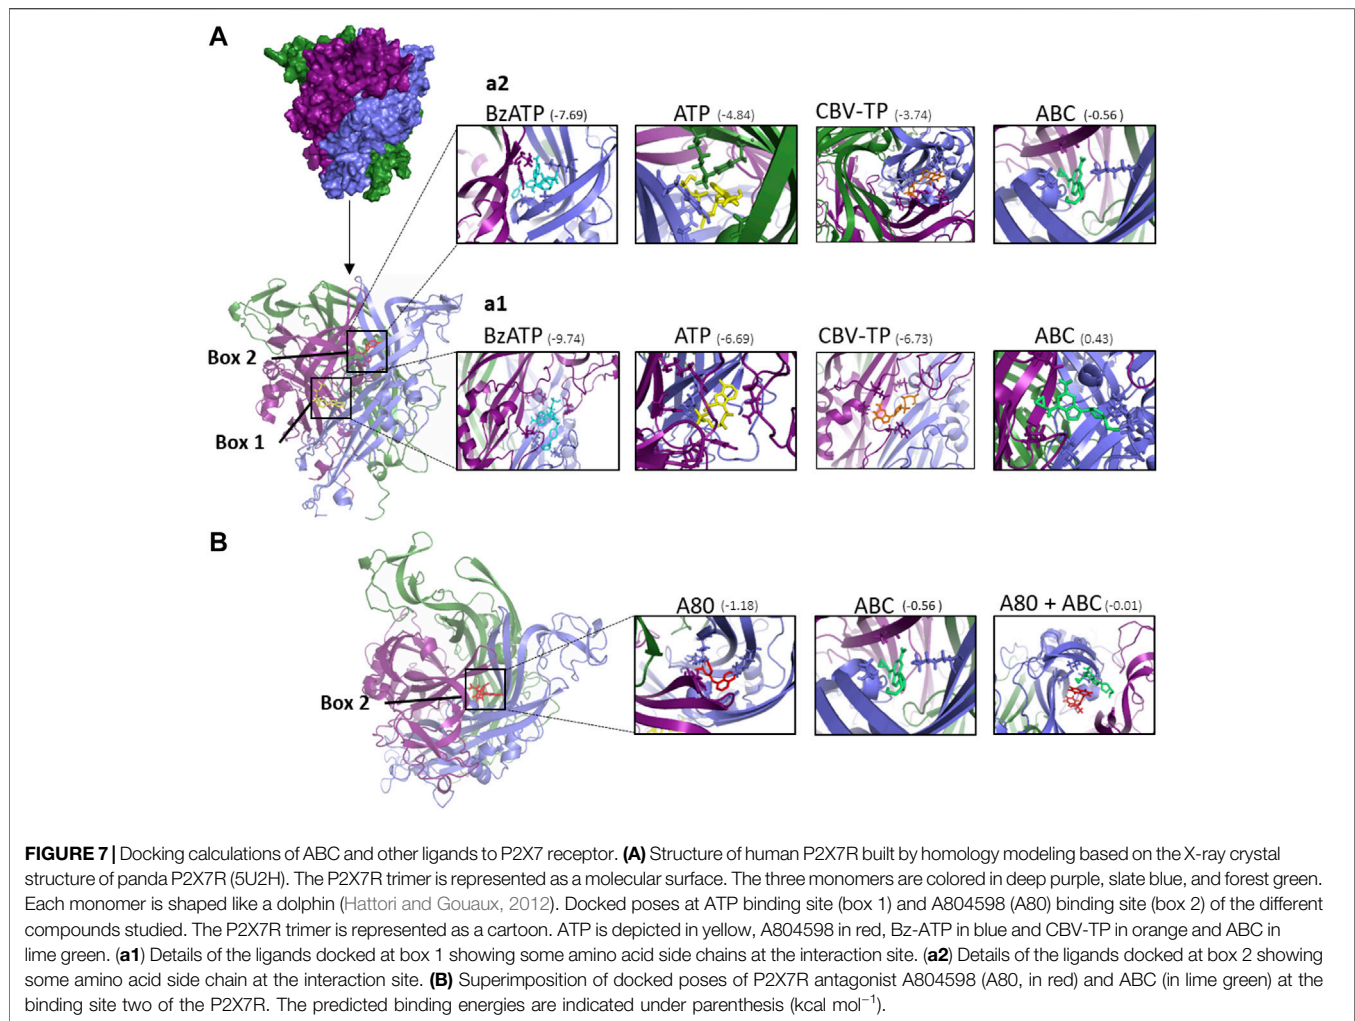 A
a2
BzATP (-7.69) ATP (-4.84) CBV-TP (-3.74) ABC (-0.56)
a1
BzATP (-9.74) ATP (-6.69) CBV-TP (-6.73) ABC (0.43)
Box 2
Box 1
B
A80 (-1.18) ABC (-0.56) A80 + ABC (-0.01)
Box 2
FIGURE 7 | Docking calculations of ABC and other ligands to P2X7 receptor. (A) Structure of human P2X7R built by homology modeling based on the X-ray crystal
structure of panda P2X7R (5U2H). The P2X7R trimer is represented as a molecular surface. The three monomers are colored in deep purple, slate blue, and forest green.
Each monomer is shaped like a dolphin (Hattori and Gouaux, 2012). Docked poses at ATP binding site (box 1) and A804598 (A80) binding site (box 2) of the different
compounds studied. The P2X7R trimer is represented as a cartoon. ATP is depicted in yellow, A804598 in red, Bz-ATP in blue and CBV-TP in orange and ABC in
lime green. (a1) Details of the ligands docked at box 1 showing some amino acid side chains at the interaction site. (a2) Details of the ligands docked at box 2 showing
some amino acid side chain at the interaction site. (B) Superimposition of docked poses of P2X7R antagonist A804598 (A80, in red) and ABC (in lime green) at the
binding site two of the P2X7R. The predicted binding energies are indicated under parenthesis (kcal mol⁻¹).